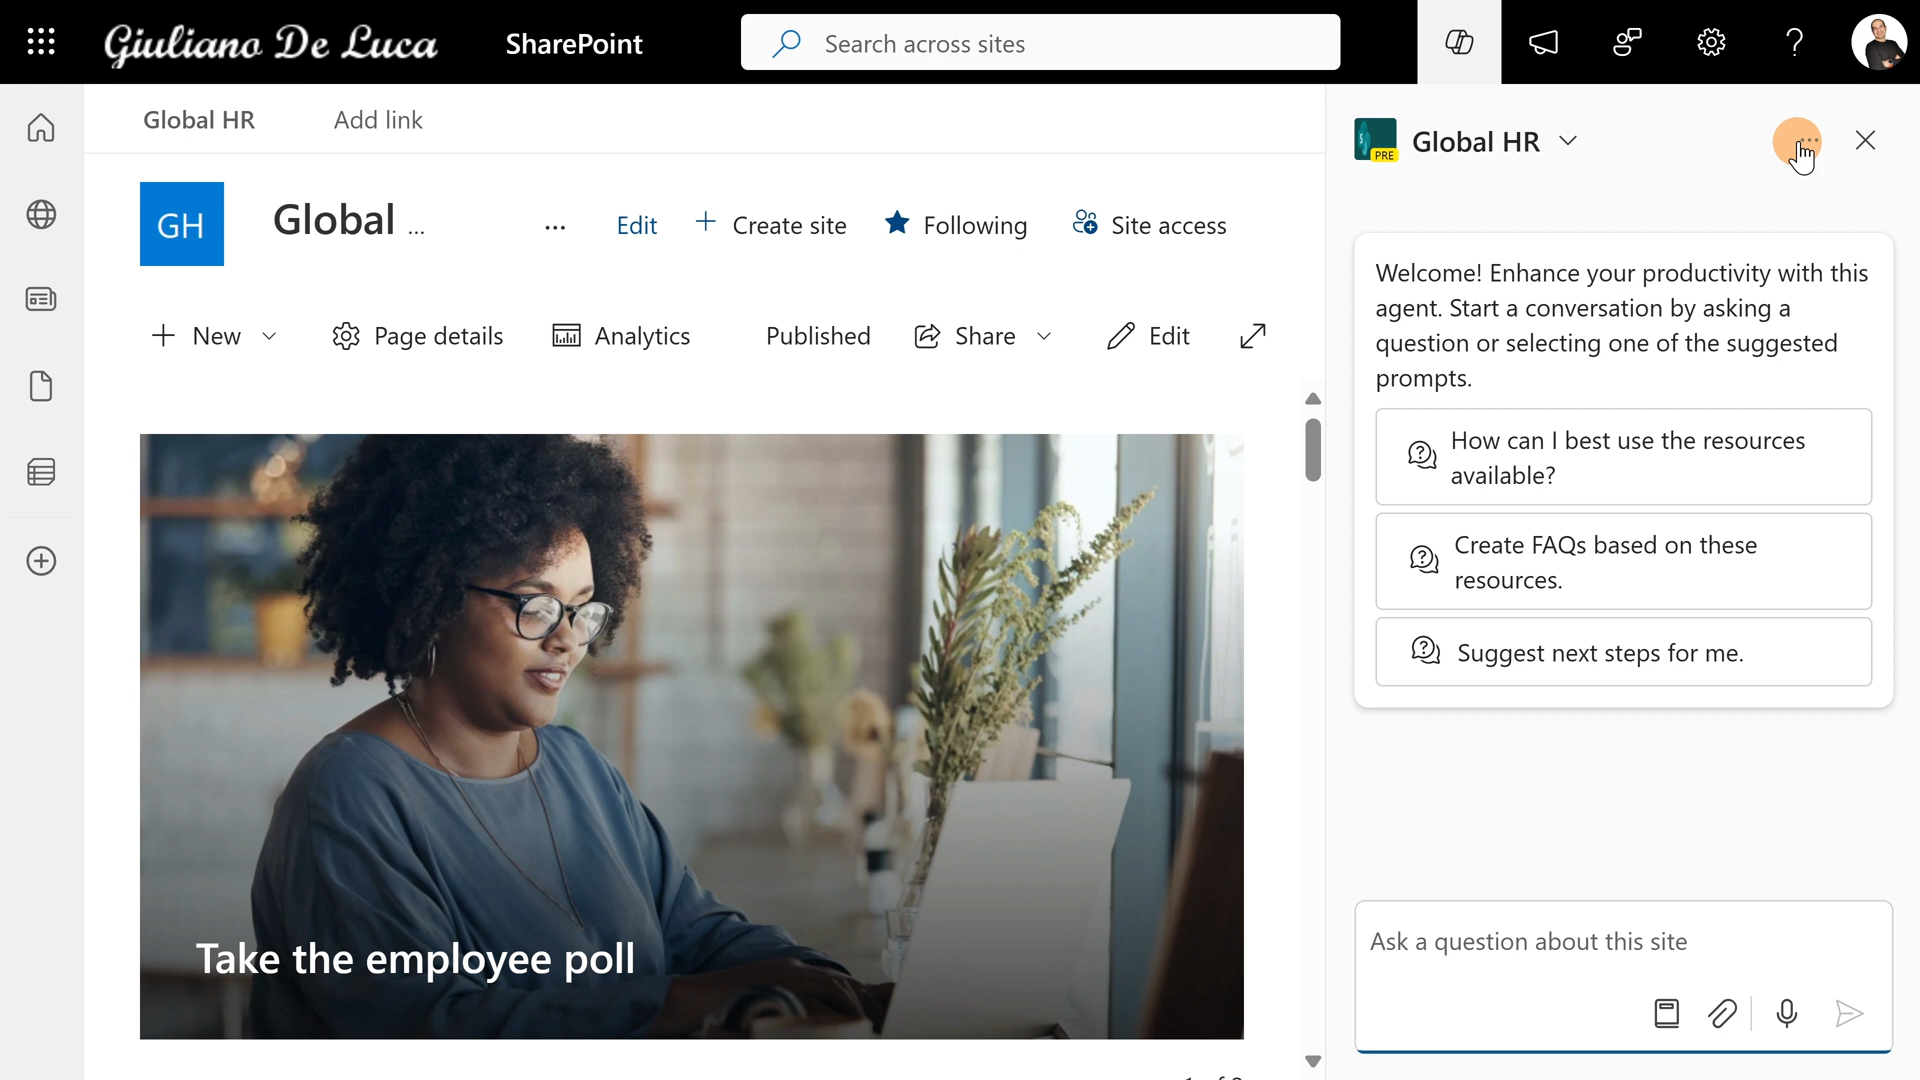 Giuliano De Luca
SharePoint
Search across sites
Global HR
Add link
GH
Global ...
Edit
Create site
Following
Site access
New
Page details
Analytics
Published
Share
Edit
Take the employee poll
PRE
Global HR
Welcome! Enhance your productivity with this
agent. Start a conversation by asking a
question or selecting one of the suggested
prompts.
How can I best use the resources
available?
Create FAQs based on these
resources.
Suggest next steps for me.
Ask a question about this site